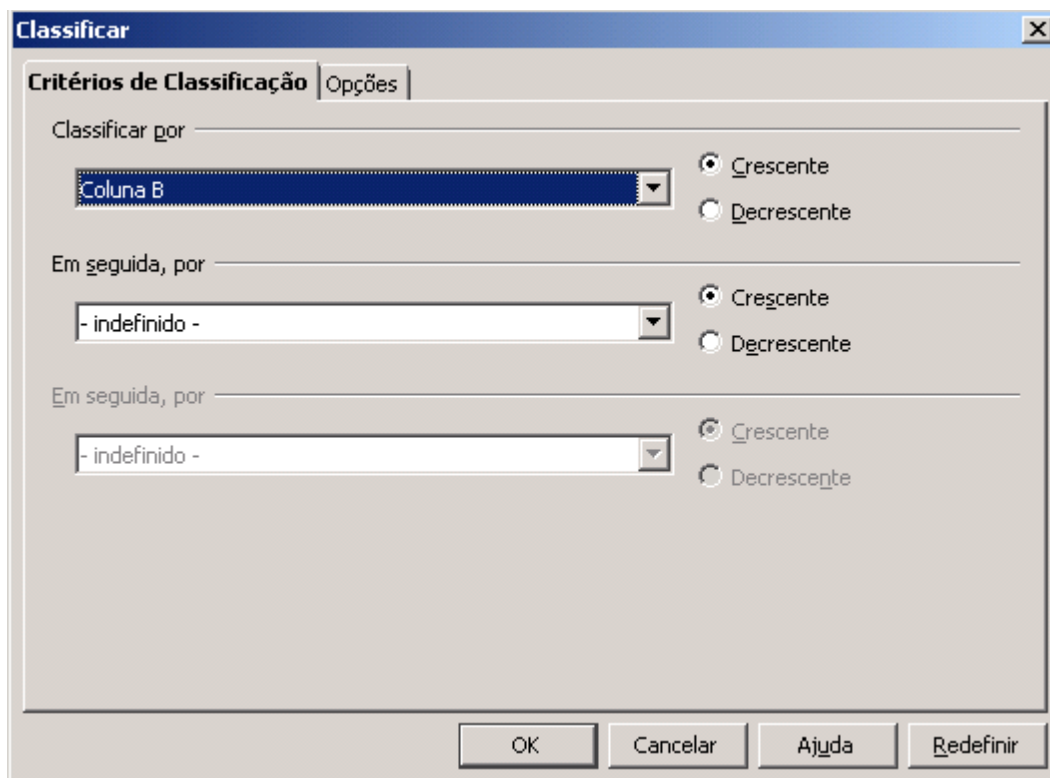 Classificar
Critérios de Classificação Opções
Classificar por
Coluna B
Crescente
Decrescente
Em seguida, por
- indefinido -
Crescente
Decrescente
Em seguida, por
- indefinido -
Crescente
Decrescente
OK Cancelar Ajuda Redefinir